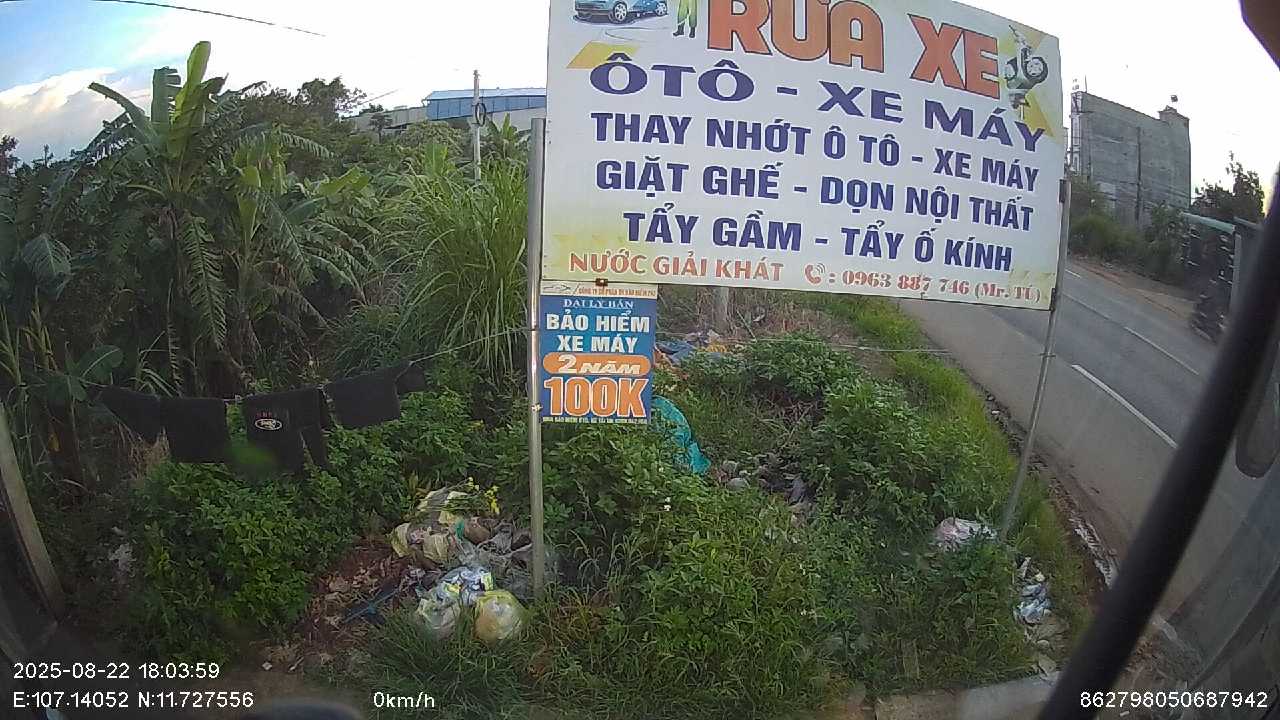 RỬA XE
ÔTÔ - XE MÁY
THAY NHỚT Ô TÔ - XE MÁY
GIẶT GHẾ - DỌN NỘI THẤT
TẨY GẦM - TẨY Ố KÍNH
NƯỚC GIẢI KHÁT : 0963 887 746 (Mr. TÚ)
ĐẠI LÝ BÁN
BẢO HIỂM
XE MÁY
2 NĂM
100K
2025-08-22 18:03:59
E:107.14052 N:11.727556 0km/h 862798050687942